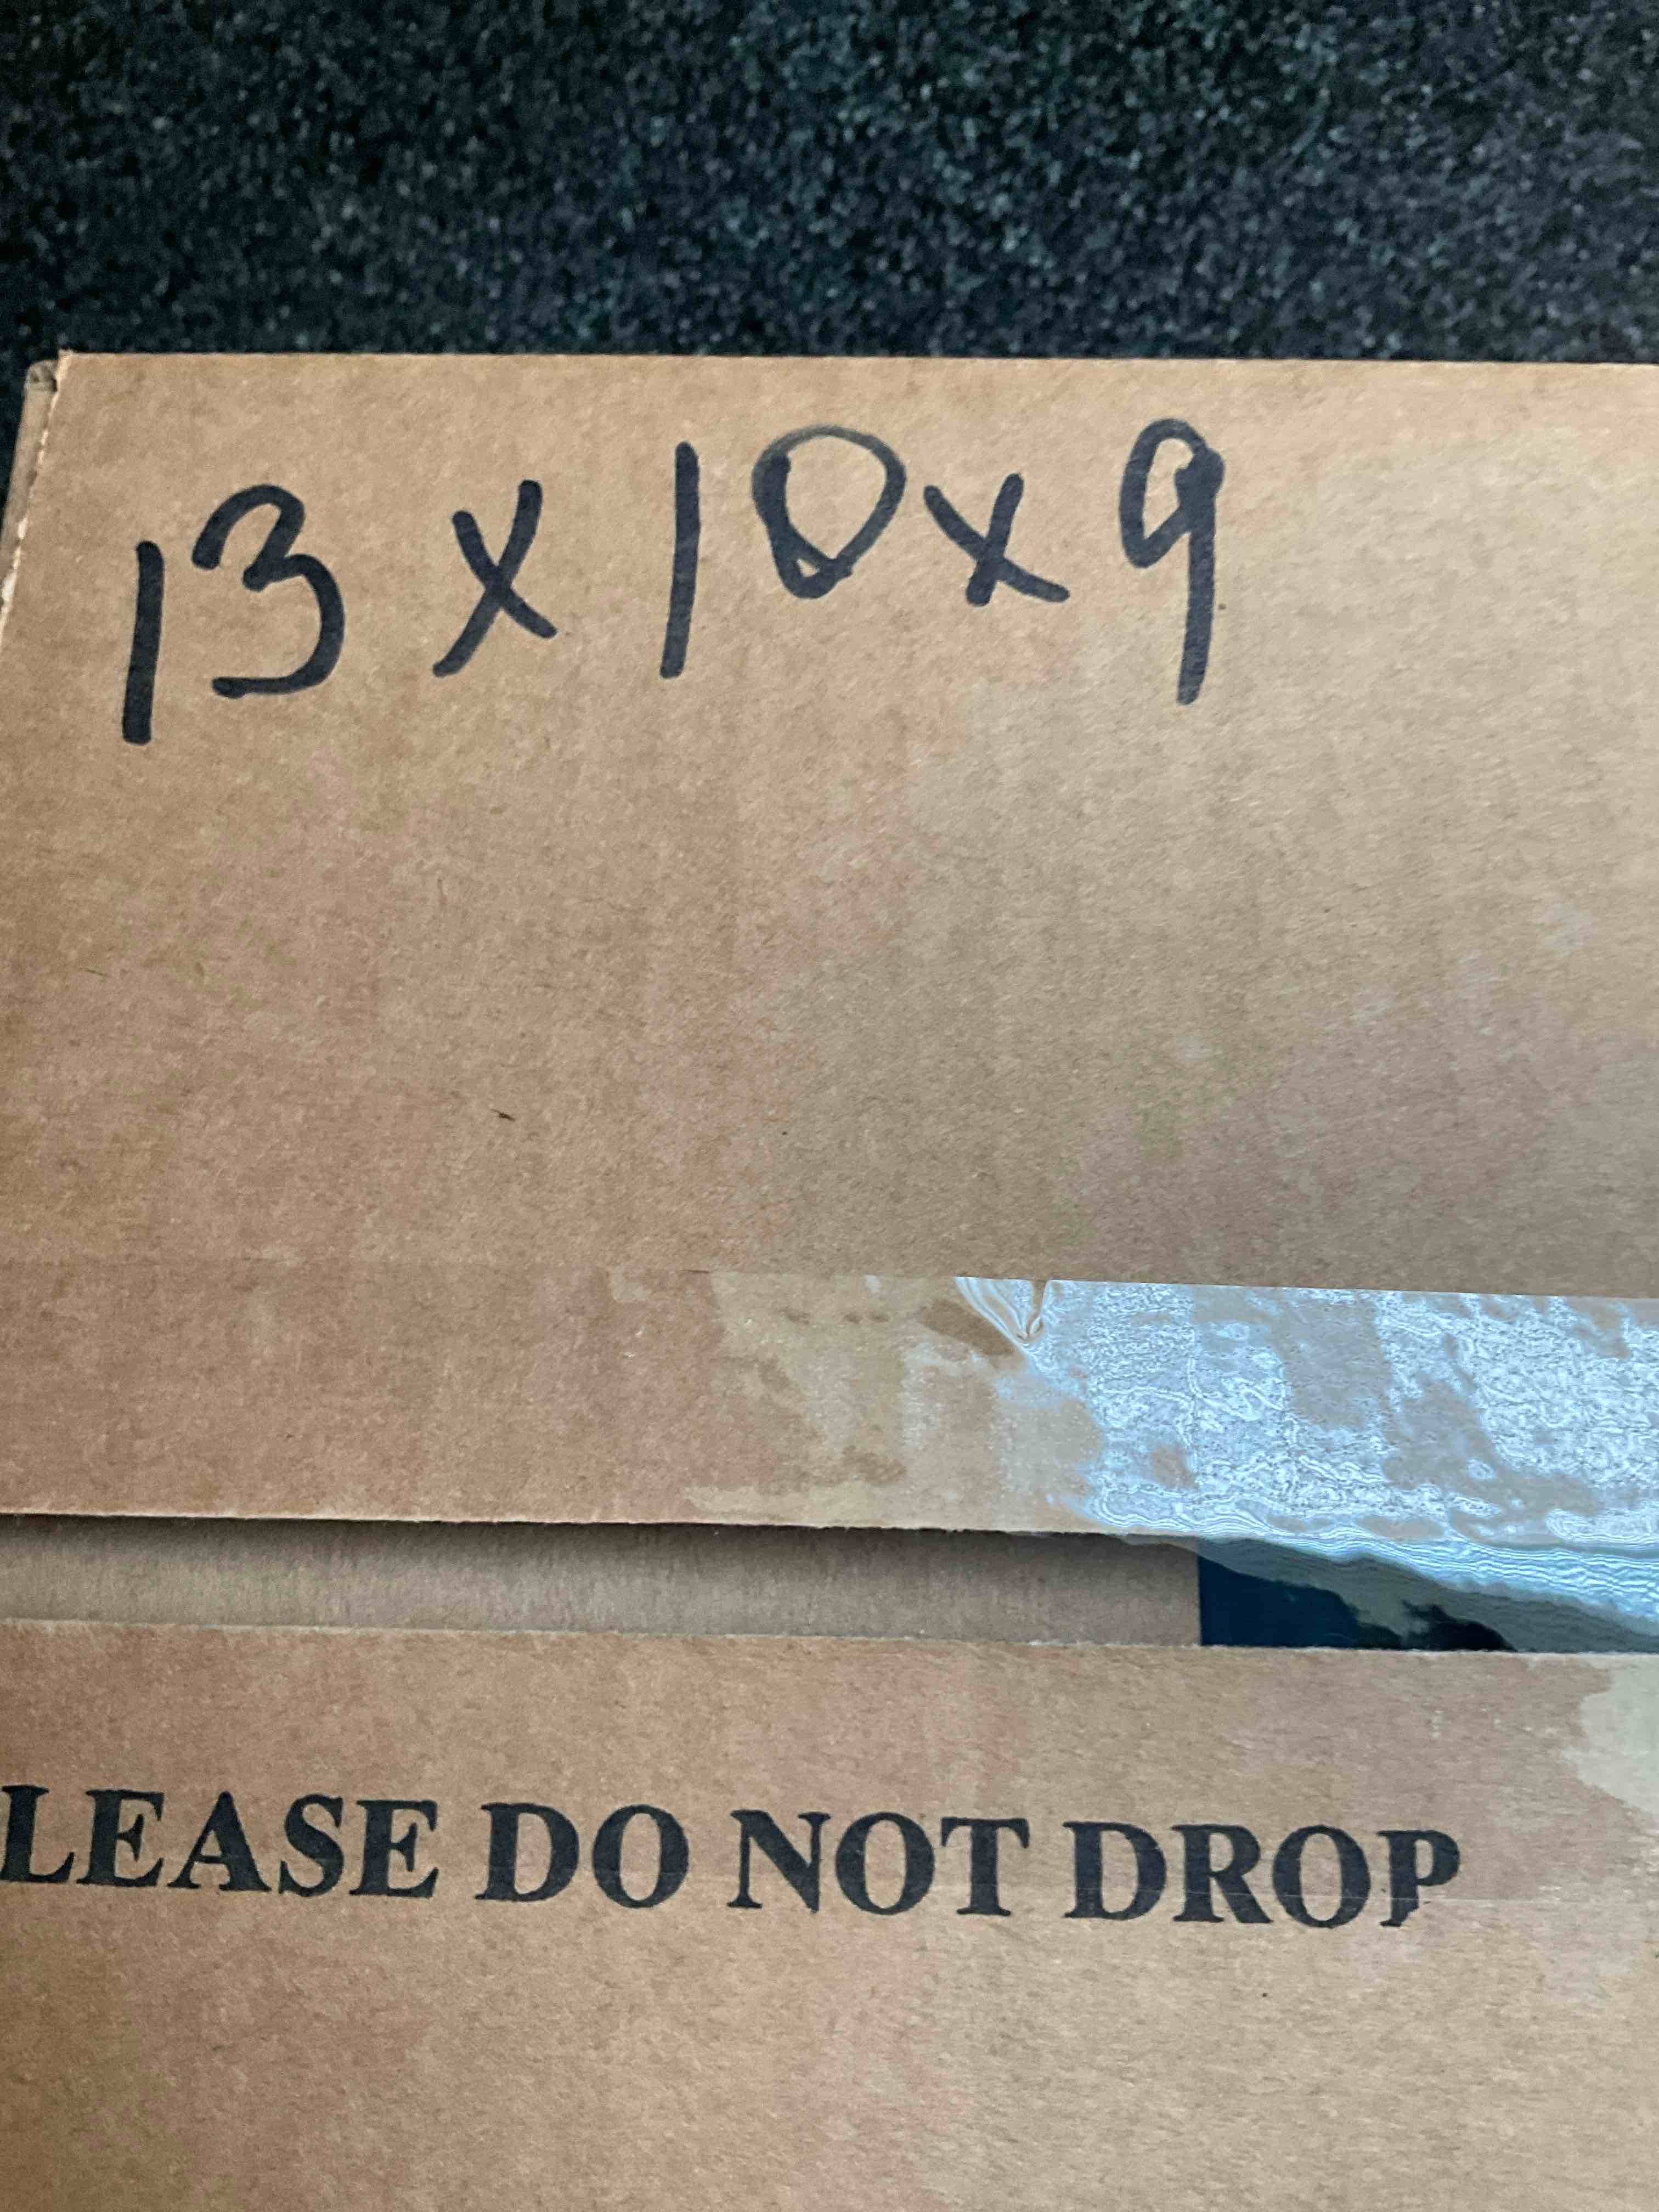 13 x 10 x 9
LEASE DO NOT DROP